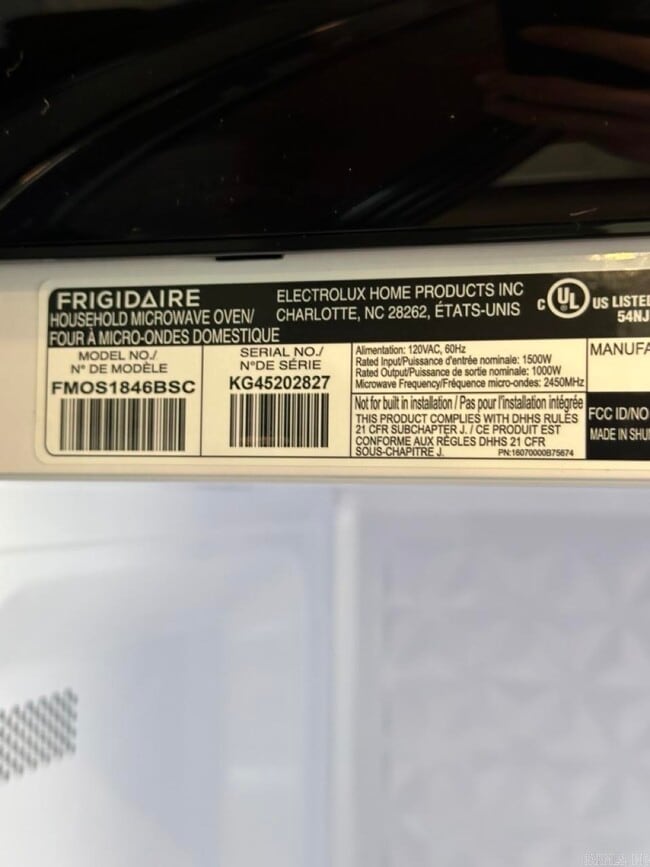 FRIGIDAIRE
HOUSEHOLD MICROWAVE OVEN/
FOUR À MICRO-ONDES DOMESTIQUE
ELECTROLUX HOME PRODUCTS INC
CHARLOTTE, NC 28262, ÉTATS-UNIS
C UL US LISTED
54NJ
MODEL NO./
N° DE MODÈLE
FMOS1846BSC
SERIAL NO./
N°DE SÉRIE
KG45202827
Alimentation: 120VAC, 60Hz
Rated Input/Puissance d'entrée nominale: 1500W
Rated Output/Puissance de sortie nominale: 1000W
Microwave Frequency/Fréquence micro-ondes: 2450MHz
Not for built in installation / Pas pour l'installation intégrée
THIS PRODUCT COMPLIES WITH DHHS RULES
21 CFR SUBCHAPTER J. / CE PRODUIT EST
CONFORME AUX RÈGLES DHHS 21 CFR
SOUS-CHAPITRE J.
PN:16070000B75674
MANUFA
FCC ID/NO
MADE IN SHU